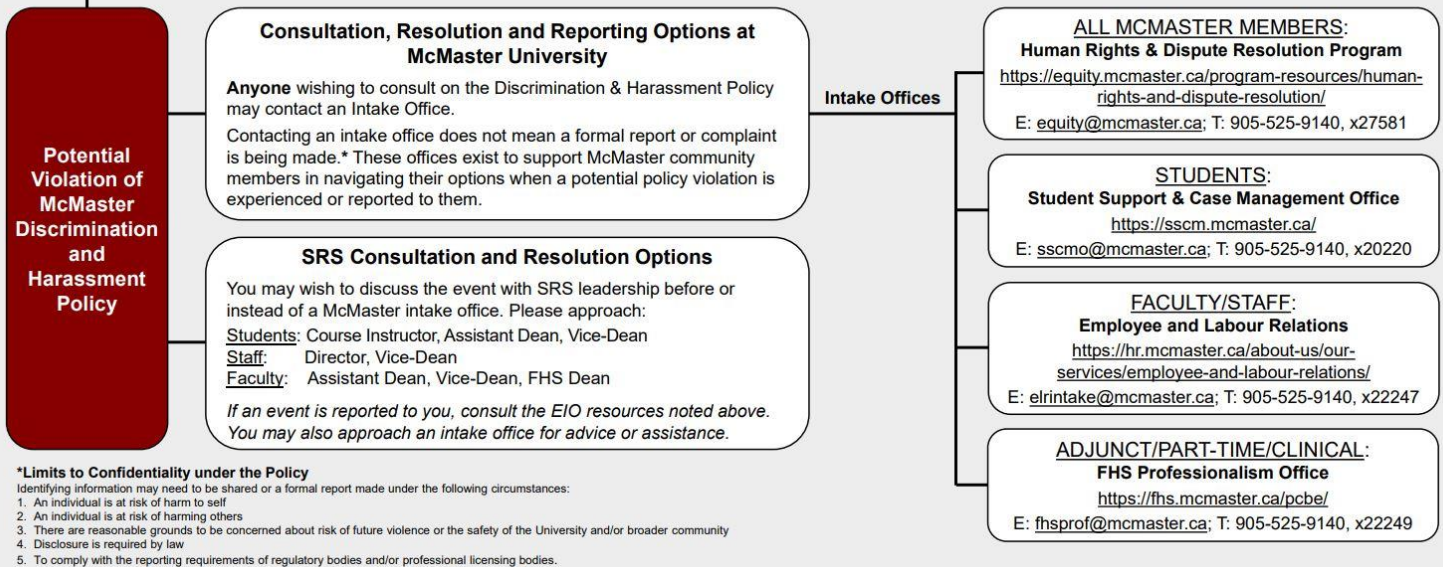 Potential
Violation of
McMaster
Discrimination
and
Harassment
Policy
Consultation, Resolution and Reporting Options at
McMaster University
Anyone wishing to consult on the Discrimination & Harassment Policy
may contact an Intake Office.
Contacting an intake office does not mean a formal report or complaint
is being made.* These offices exist to support McMaster community
members in navigating their options when a potential policy violation is
experienced or reported to them.
SRS Consultation and Resolution Options
You may wish to discuss the event with SRS leadership before or
instead of a McMaster intake office. Please approach:
Students: Course Instructor, Assistant Dean, Vice-Dean
Staff: Director, Vice-Dean
Faculty: Assistant Dean, Vice-Dean, FHS Dean
If an event is reported to you, consult the EIO resources noted above.
You may also approach an intake office for advice or assistance.
Intake Offices
ALL MCMASTER MEMBERS:
Human Rights & Dispute Resolution Program
https://equity.mcmaster.ca/program-resources/human-
rights-and-dispute-resolution/
E: equity@mcmaster.ca; T: 905-525-9140, x27581
STUDENTS:
Student Support & Case Management Office
https://sscm.mcmaster.ca/
E: sscmo@mcmaster.ca; T: 905-525-9140, x20220
FACULTY/STAFF:
Employee and Labour Relations
https://hr.mcmaster.ca/about-us/our-
services/employee-and-labour-relations/
E: elrintake@mcmaster.ca; T: 905-525-9140, x22247
ADJUNCT/PART-TIME/CLINICAL:
FHS Professionalism Office
https://fhs.mcmaster.ca/pcbe/
E: fhsprof@mcmaster.ca; T: 905-525-9140, x22249
*Limits to Confidentiality under the Policy
Identifying information may need to be shared or a formal report made under the following circumstances:
1. An individual is at risk of harm to self
2. An individual is at risk of harming others
3. There are reasonable grounds to be concerned about risk of future violence or the safety of the University and/or broader community
4. Disclosure is required by law
5. To comply with the reporting requirements of regulatory bodies and/or professional licensing bodies.